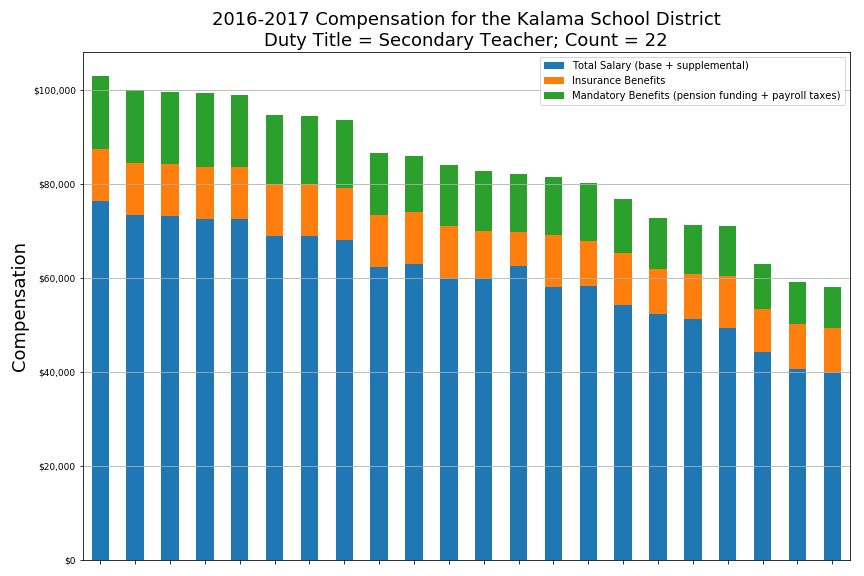 2016-2017 Compensation for the Kalama School District
Duty Title = Secondary Teacher; Count = 22
Total Salary (base + supplemental)
Insurance Benefits
Mandatory Benefits (pension funding + payroll taxes)
$100,000
$80,000
$60,000
$40,000
$20,000
$0
Compensation